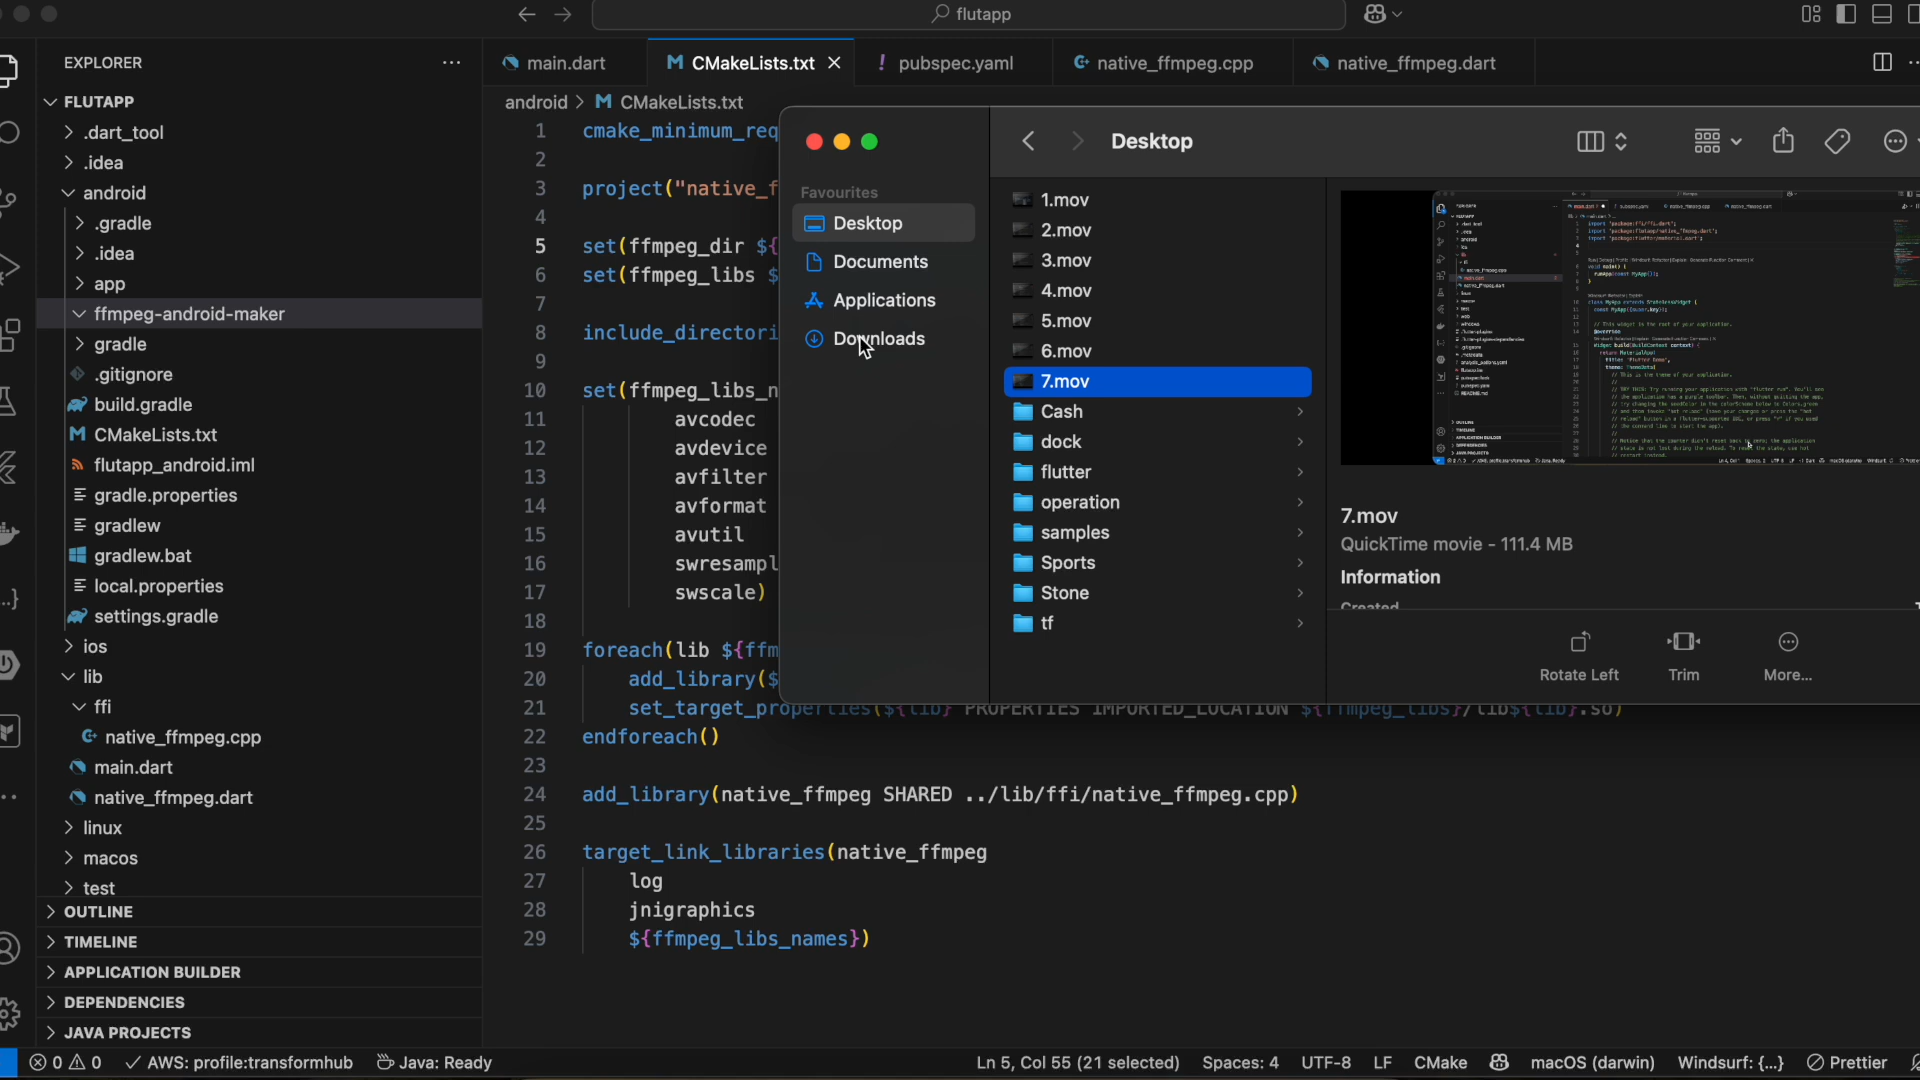 flutapp
EXPLORER
main.dart
CMakeLists.txt
pubspec.yaml
native_ffmpeg.cpp
native_ffmpeg.dart
FLUTAPP
.dart_tool
.idea
android
.gradle
.idea
app
ffmpeg-android-maker
gradle
.gitignore
build.gradle
CMakeLists.txt
flutapp_android.iml
gradle.properties
gradlew
gradlew.bat
local.properties
settings.gradle
ios
lib
ffi
native_ffmpeg.cpp
main.dart
native_ffmpeg.dart
linux
macos
test
OUTLINE
TIMELINE
APPLICATION BUILDER
DEPENDENCIES
JAVA PROJECTS
android > CMakeLists.txt
1 cmake_minimum_req
2
3 project("native_f
4
5 set(ffmpeg_dir ${
6 set(ffmpeg_libs $
7
8 include_directori
9
10 set(ffmpeg_libs_n
11 avcodec
12 avdevice
13 avfilter
14 avformat
15 avutil
16 swresampl
17 swscale)
18
19 foreach(lib ${ffm
20 add_library($
21 set_target_properties(${lib} PROPERTIES IMPORTED_LOCATION ${ffmpeg_libs}/lib${lib}.so)
22 endforeach()
23
24 add_library(native_ffmpeg SHARED ../lib/ffi/native_ffmpeg.cpp)
25
26 target_link_libraries(native_ffmpeg
27 log
28 jnigraphics
29 ${ffmpeg_libs_names})
Desktop
Favourites
Desktop
Documents
Applications
Downloads
1.mov
2.mov
3.mov
4.mov
5.mov
6.mov
7.mov
Cash
dock
flutter
operation
samples
Sports
Stone
tf
7.mov
QuickTime movie - 111.4 MB
Information
Created
Rotate Left
Trim
More...
0 0
AWS: profile:transformhub
Java: Ready
Ln 5, Col 55 (21 selected)
Spaces: 4
UTF-8
LF
CMake
macOS (darwin)
Windsurf: {...}
Prettier